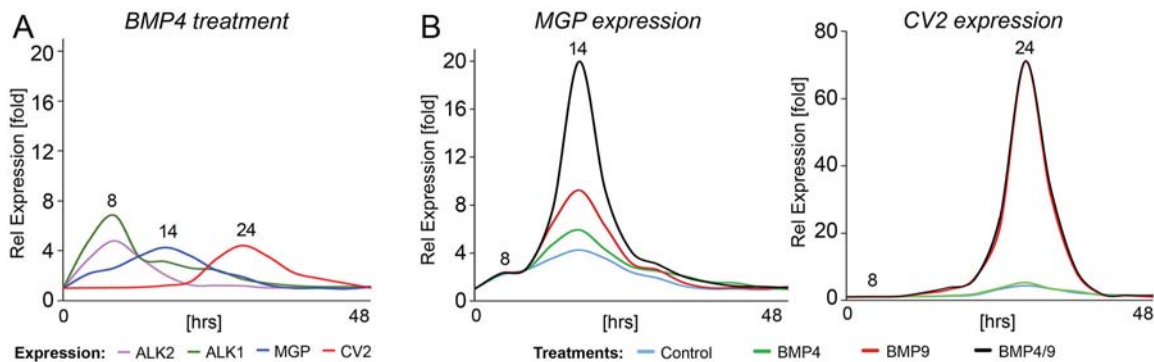 A BMP4 treatment
20
16
12
8
4
0
Rel Expression [fold]
8
14
24
0 [hrs] 48
Expression: ALK2 ALK1 MGP CV2
B MGP expression
20
16
12
8
4
0
Rel Expression [fold]
8
14
0 [hrs] 48
CV2 expression
80
60
40
20
0
Rel Expression [fold]
8
24
0 [hrs] 48
Treatments: Control BMP4 BMP9 BMP4/9